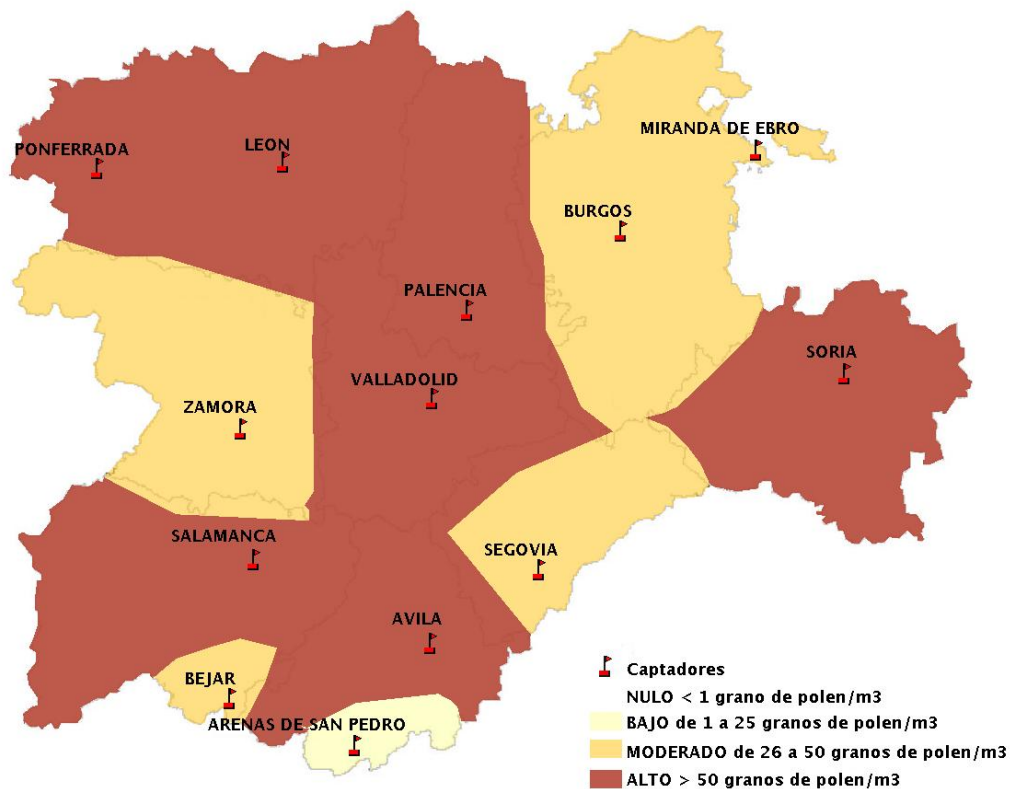 MIRANDA DE EBRO
PONFERRADA
LEON
BURGOS
PALENCIA
SORIA
VALLADOLID
ZAMORA
SALAMANCA
SEGOVIA
AVILA
BEJAR
ARENAS DE SAN PEDRO
Captadores
NULO < 1 grano de polen/m3
BAJO de 1 a 25 granos de polen/m3
MODERADO de 26 a 50 granos de polen/m3
ALTO > 50 granos de polen/m3